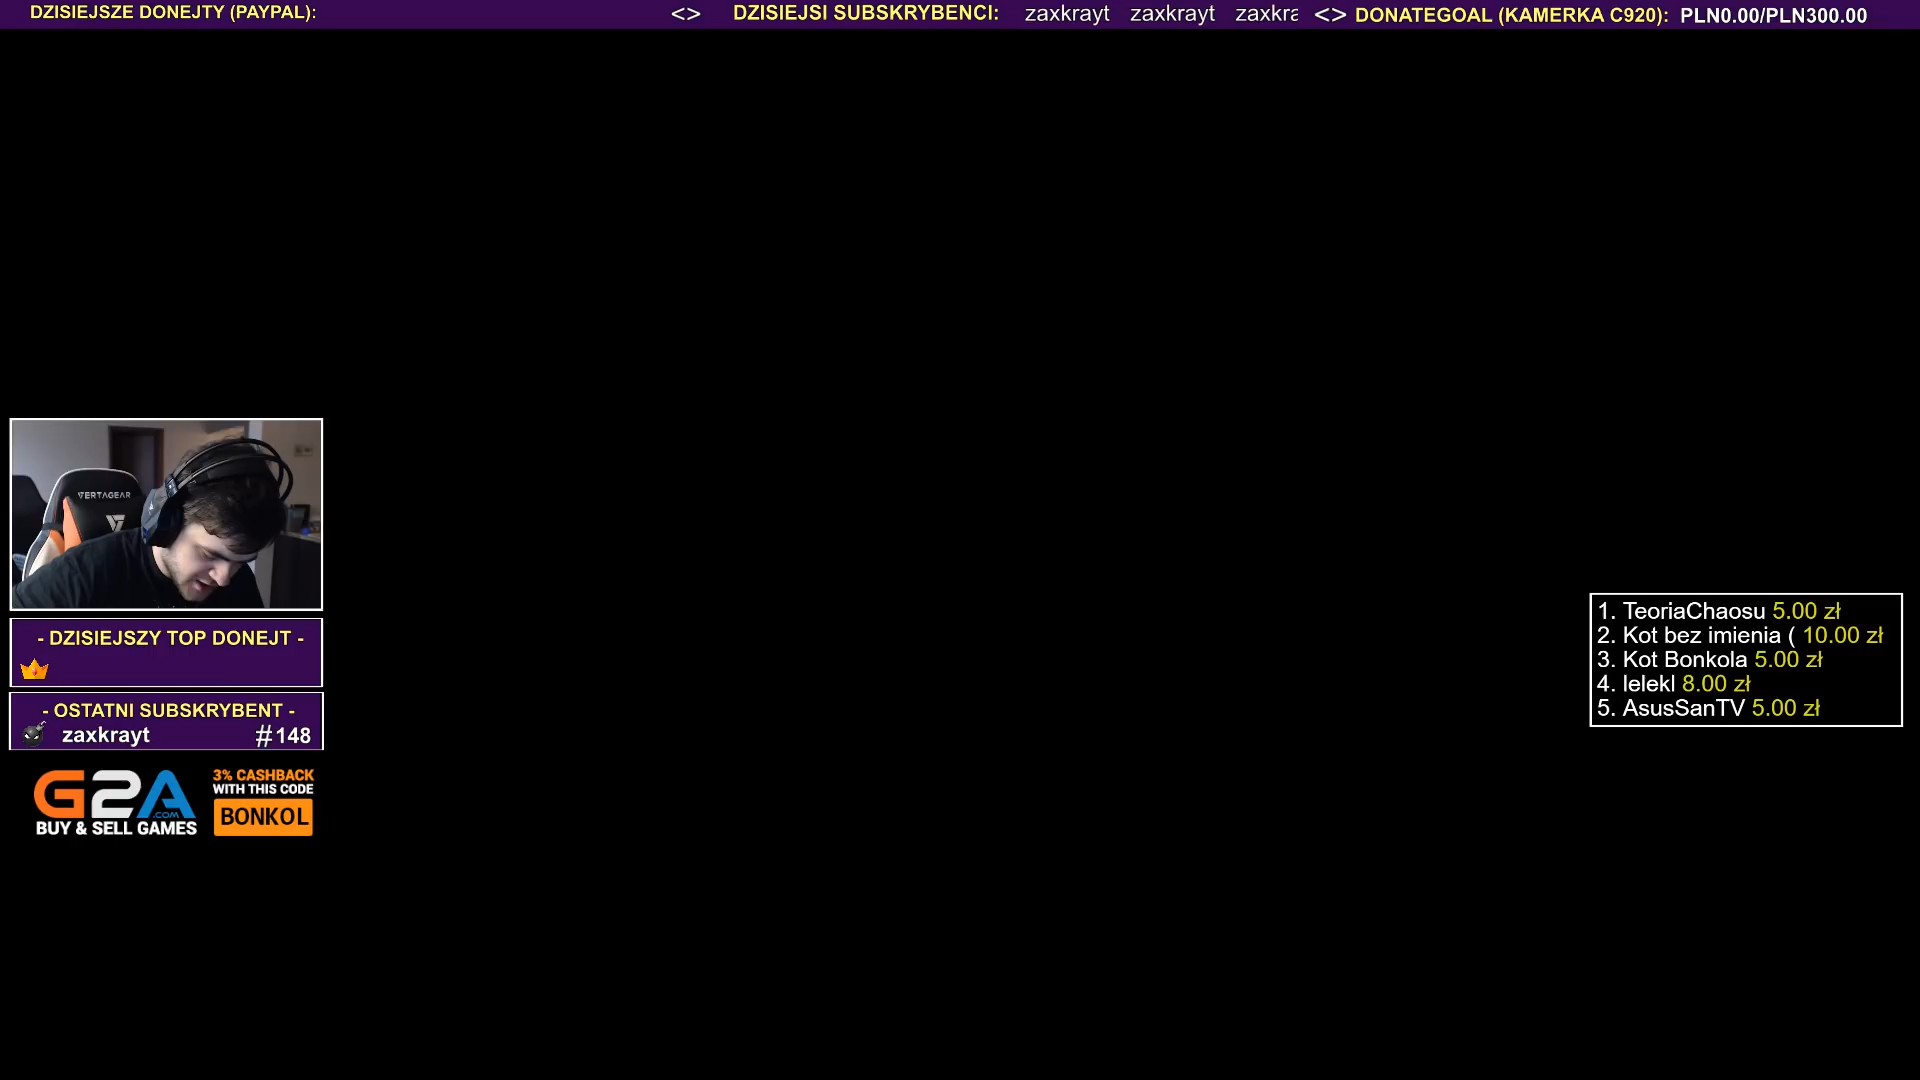 DZISIEJSZE DONEJTY (PAYPAL):
<> DZISIEJSI SUBSKRYBENCI: zaxkrayt zaxkrayt zaxkra <> DONATEGOAL (KAMERKA C920): PLN0.00/PLN300.00
VERTAGEAR
- DZISIEJSZY TOP DONEJT -
- OSTATNI SUBSKRYBENT -
zaxkrayt #148
G2A
.COM
BUY & SELL GAMES
3% CASHBACK
WITH THIS CODE
BONKOL
1. TeoriaChaosu 5.00 zł
2. Kot bez imienia ( 10.00 zł
3. Kot Bonkola 5.00 zł
4. lelekl 8.00 zł
5. AsusSanTV 5.00 zł